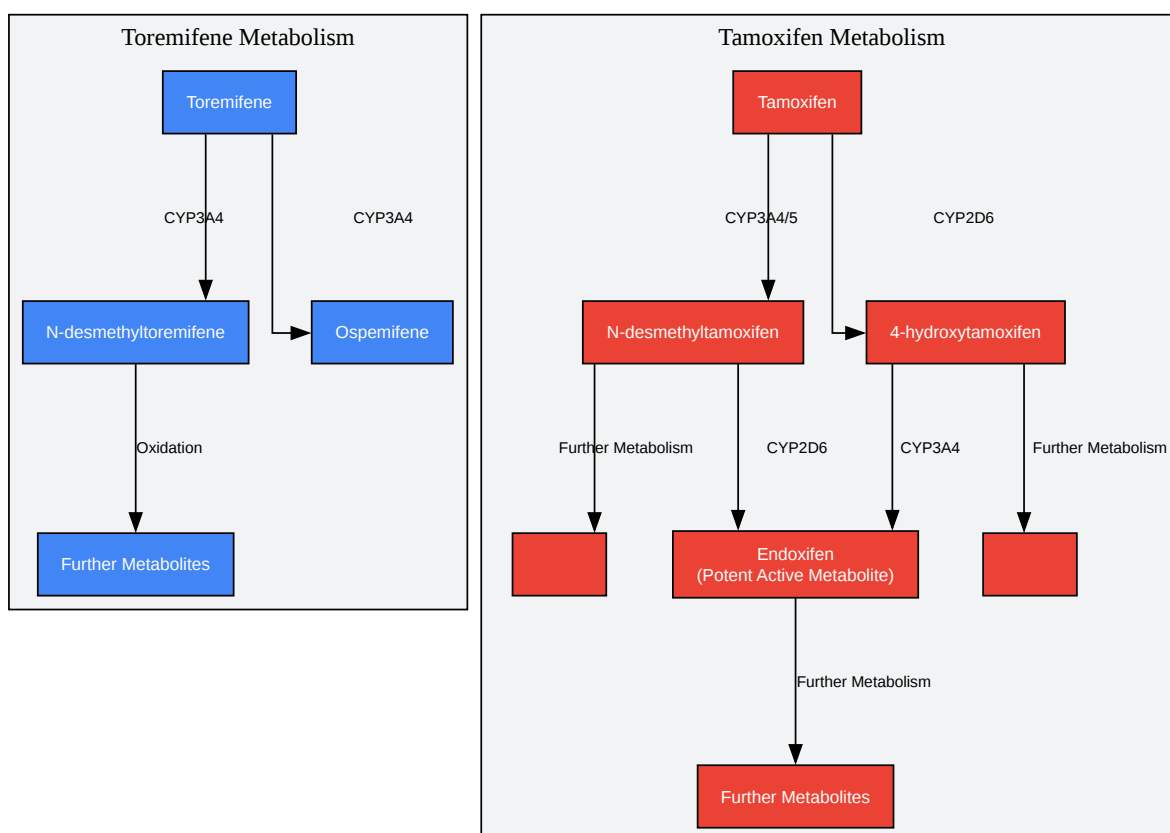 Toremifene Metabolism
Toremifene
CYP3A4
CYP3A4
N-desmethyltoremifene
Ospemifene
Oxidation
Further Metabolites
Tamoxifen Metabolism
Tamoxifen
CYP3A4/5
CYP2D6
N-desmethyltamoxifen
4-hydroxytamoxifen
Further Metabolism
CYP2D6
CYP3A4
Further Metabolism
Endoxifen
(Potent Active Metabolite)
Further Metabolism
Further Metabolites